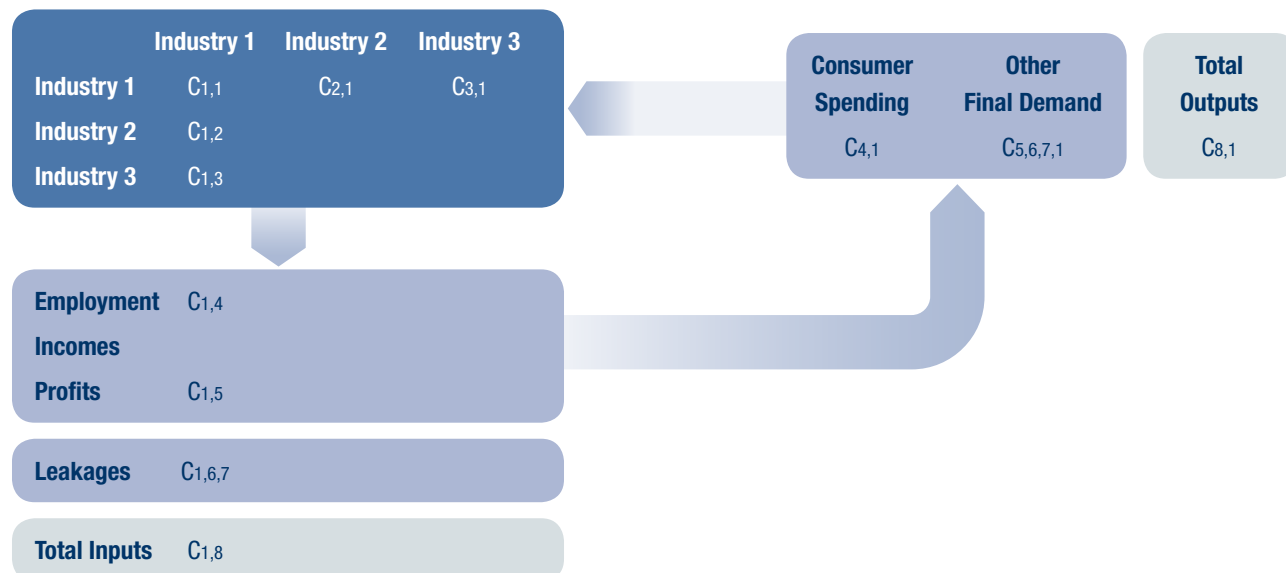 Industry 1 Industry 2 Industry 3
Industry 1 C1,1 C2,1 C3,1
Industry 2 C1,2
Industry 3 C1,3
Consumer Spending Other Final Demand Total Outputs
C4,1 C5,6,7,1 C8,1
Employment C1,4
Incomes
Profits C1,5
Leakages C1,6,7
Total Inputs C1,8